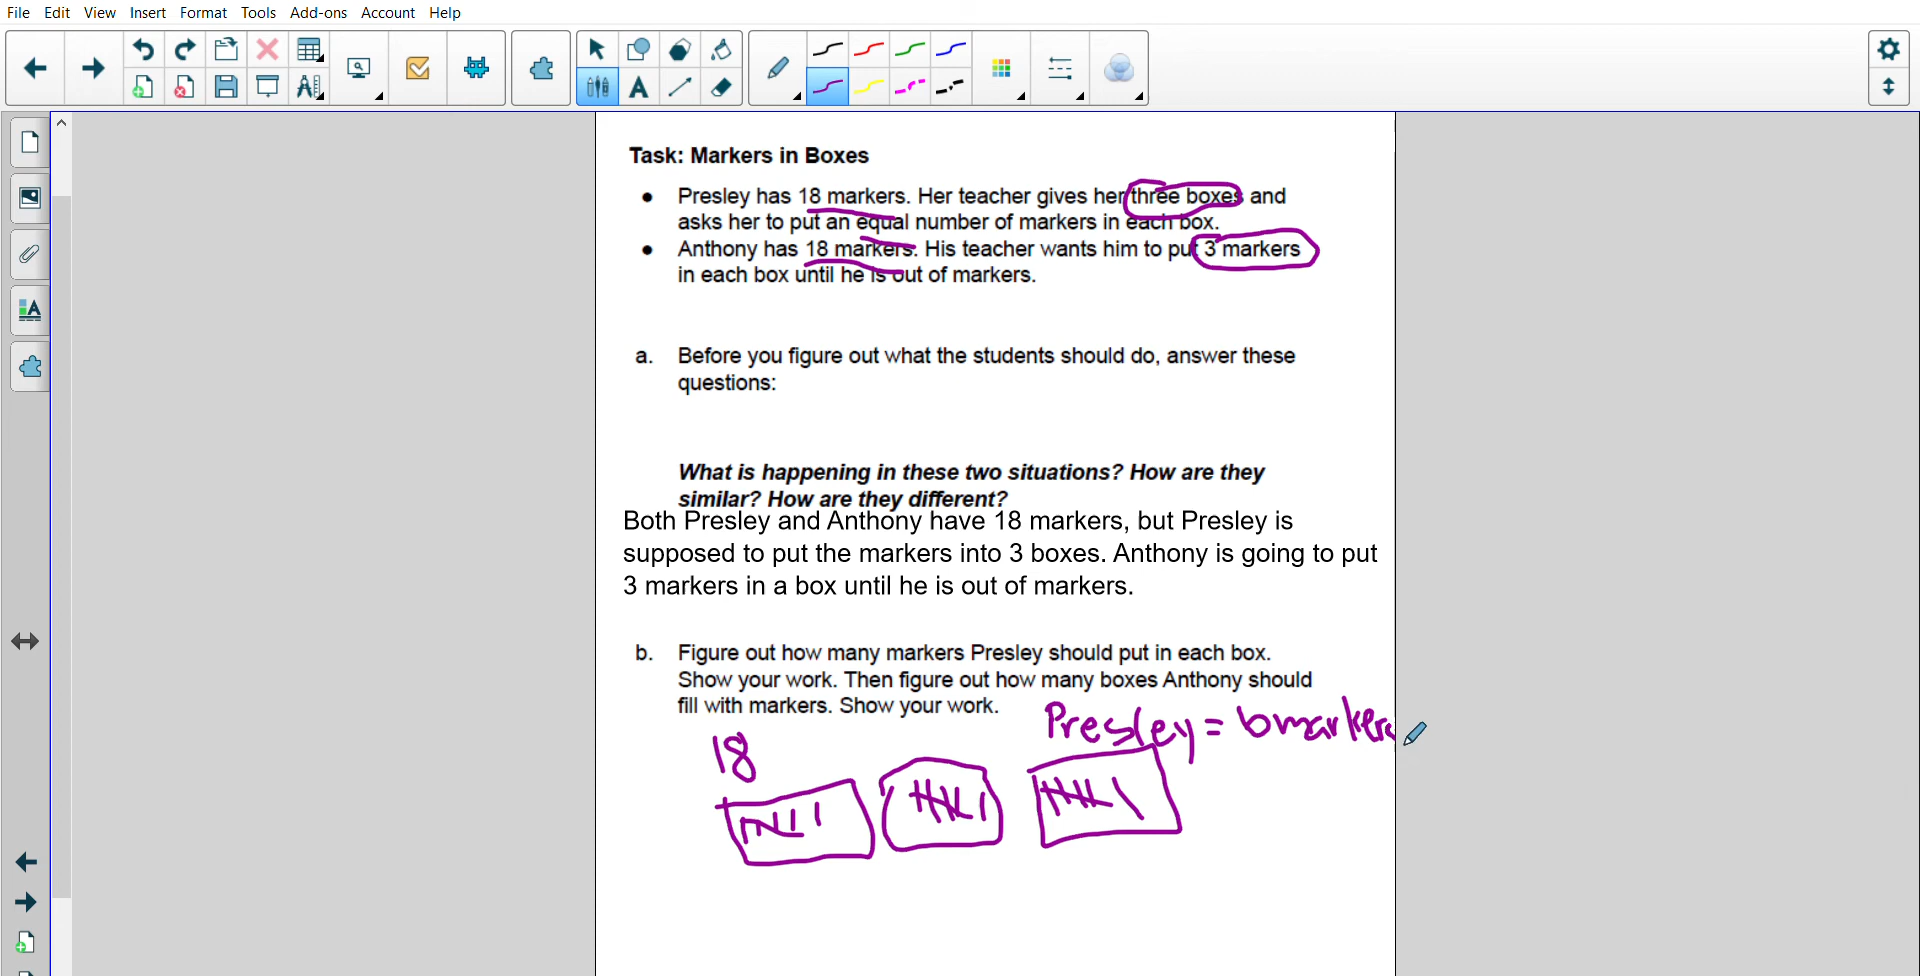 File Edit View Insert Format Tools Add-ons Account Help
Task: Markers in Boxes
● Presley has 18 markers. Her teacher gives her three boxes and
asks her to put an equal number of markers in each box.
● Anthony has 18 markers. His teacher wants him to put 3 markers
in each box until he is out of markers.
a. Before you figure out what the students should do, answer these
questions:
What is happening in these two situations? How are they
similar? How are they different?
Both Presley and Anthony have 18 markers, but Presley is
supposed to put the markers into 3 boxes. Anthony is going to put
3 markers in a box until he is out of markers.
b. Figure out how many markers Presley should put in each box.
Show your work. Then figure out how many boxes Anthony should
fill with markers. Show your work.
Presley = 6markers
18